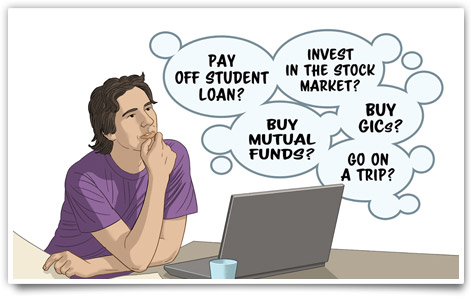 PAY
OFF STUDENT
LOAN?
INVEST
IN THE STOCK
MARKET?
BUY
MUTUAL
FUNDS?
BUY
GICs?
GO ON
A TRIP?